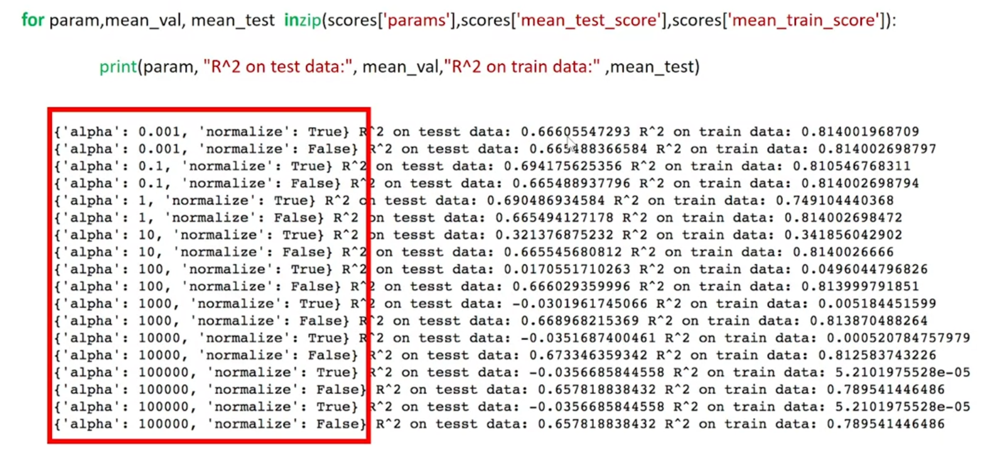 for param,mean_val, mean_test inzip(scores['params'],scores['mean_test_score'],scores['mean_train_score']):
print(param, "R^2 on test data:", mean_val,"R^2 on train data:" ,mean_test)
{'alpha': 0.001, 'normalize': True} R^2 on tesst data: 0.66605547293 R^2 on train data: 0.814001968709
{'alpha': 0.001, 'normalize': False} R^2 on tesst data: 0.665488366584 R^2 on train data: 0.814002698797
{'alpha': 0.1, 'normalize': True} R^2 on tesst data: 0.694175625356 R^2 on train data: 0.810546768311
{'alpha': 0.1, 'normalize': False} R^2 on tesst data: 0.665488937796 R^2 on train data: 0.814002698794
{'alpha': 1, 'normalize': True} R^2 on tesst data: 0.690486934584 R^2 on train data: 0.749104440368
{'alpha': 1, 'normalize': False} R^2 on tesst data: 0.665494127178 R^2 on train data: 0.814002698472
{'alpha': 10, 'normalize': True} R^2 on tesst data: 0.321376875232 R^2 on train data: 0.341856042902
{'alpha': 10, 'normalize': False} R^2 on tesst data: 0.665545680812 R^2 on train data: 0.8140026666
{'alpha': 100, 'normalize': True} R^2 on tesst data: 0.0170551710263 R^2 on train data: 0.0496044796826
{'alpha': 100, 'normalize': False} R^2 on tesst data: 0.666029359996 R^2 on train data: 0.813999791851
{'alpha': 1000, 'normalize': True} R^2 on tesst data: -0.0301961745066 R^2 on train data: 0.005184451599
{'alpha': 1000, 'normalize': False} R^2 on tesst data: 0.668968215369 R^2 on train data: 0.813870488264
{'alpha': 10000, 'normalize': True} R^2 on tesst data: -0.0351687400461 R^2 on train data: 0.000520784757979
{'alpha': 10000, 'normalize': False} R^2 on tesst data: 0.673346359342 R^2 on train data: 0.812583743226
{'alpha': 100000, 'normalize': True} R^2 on tesst data: -0.0356685844558 R^2 on train data: 5.2101975528e-05
{'alpha': 100000, 'normalize': False} R^2 on tesst data: 0.657818838432 R^2 on train data: 0.789541446486
{'alpha': 100000, 'normalize': True} R^2 on tesst data: -0.0356685844558 R^2 on train data: 5.2101975528e-05
{'alpha': 100000, 'normalize': False} R^2 on tesst data: 0.657818838432 R^2 on train data: 0.789541446486